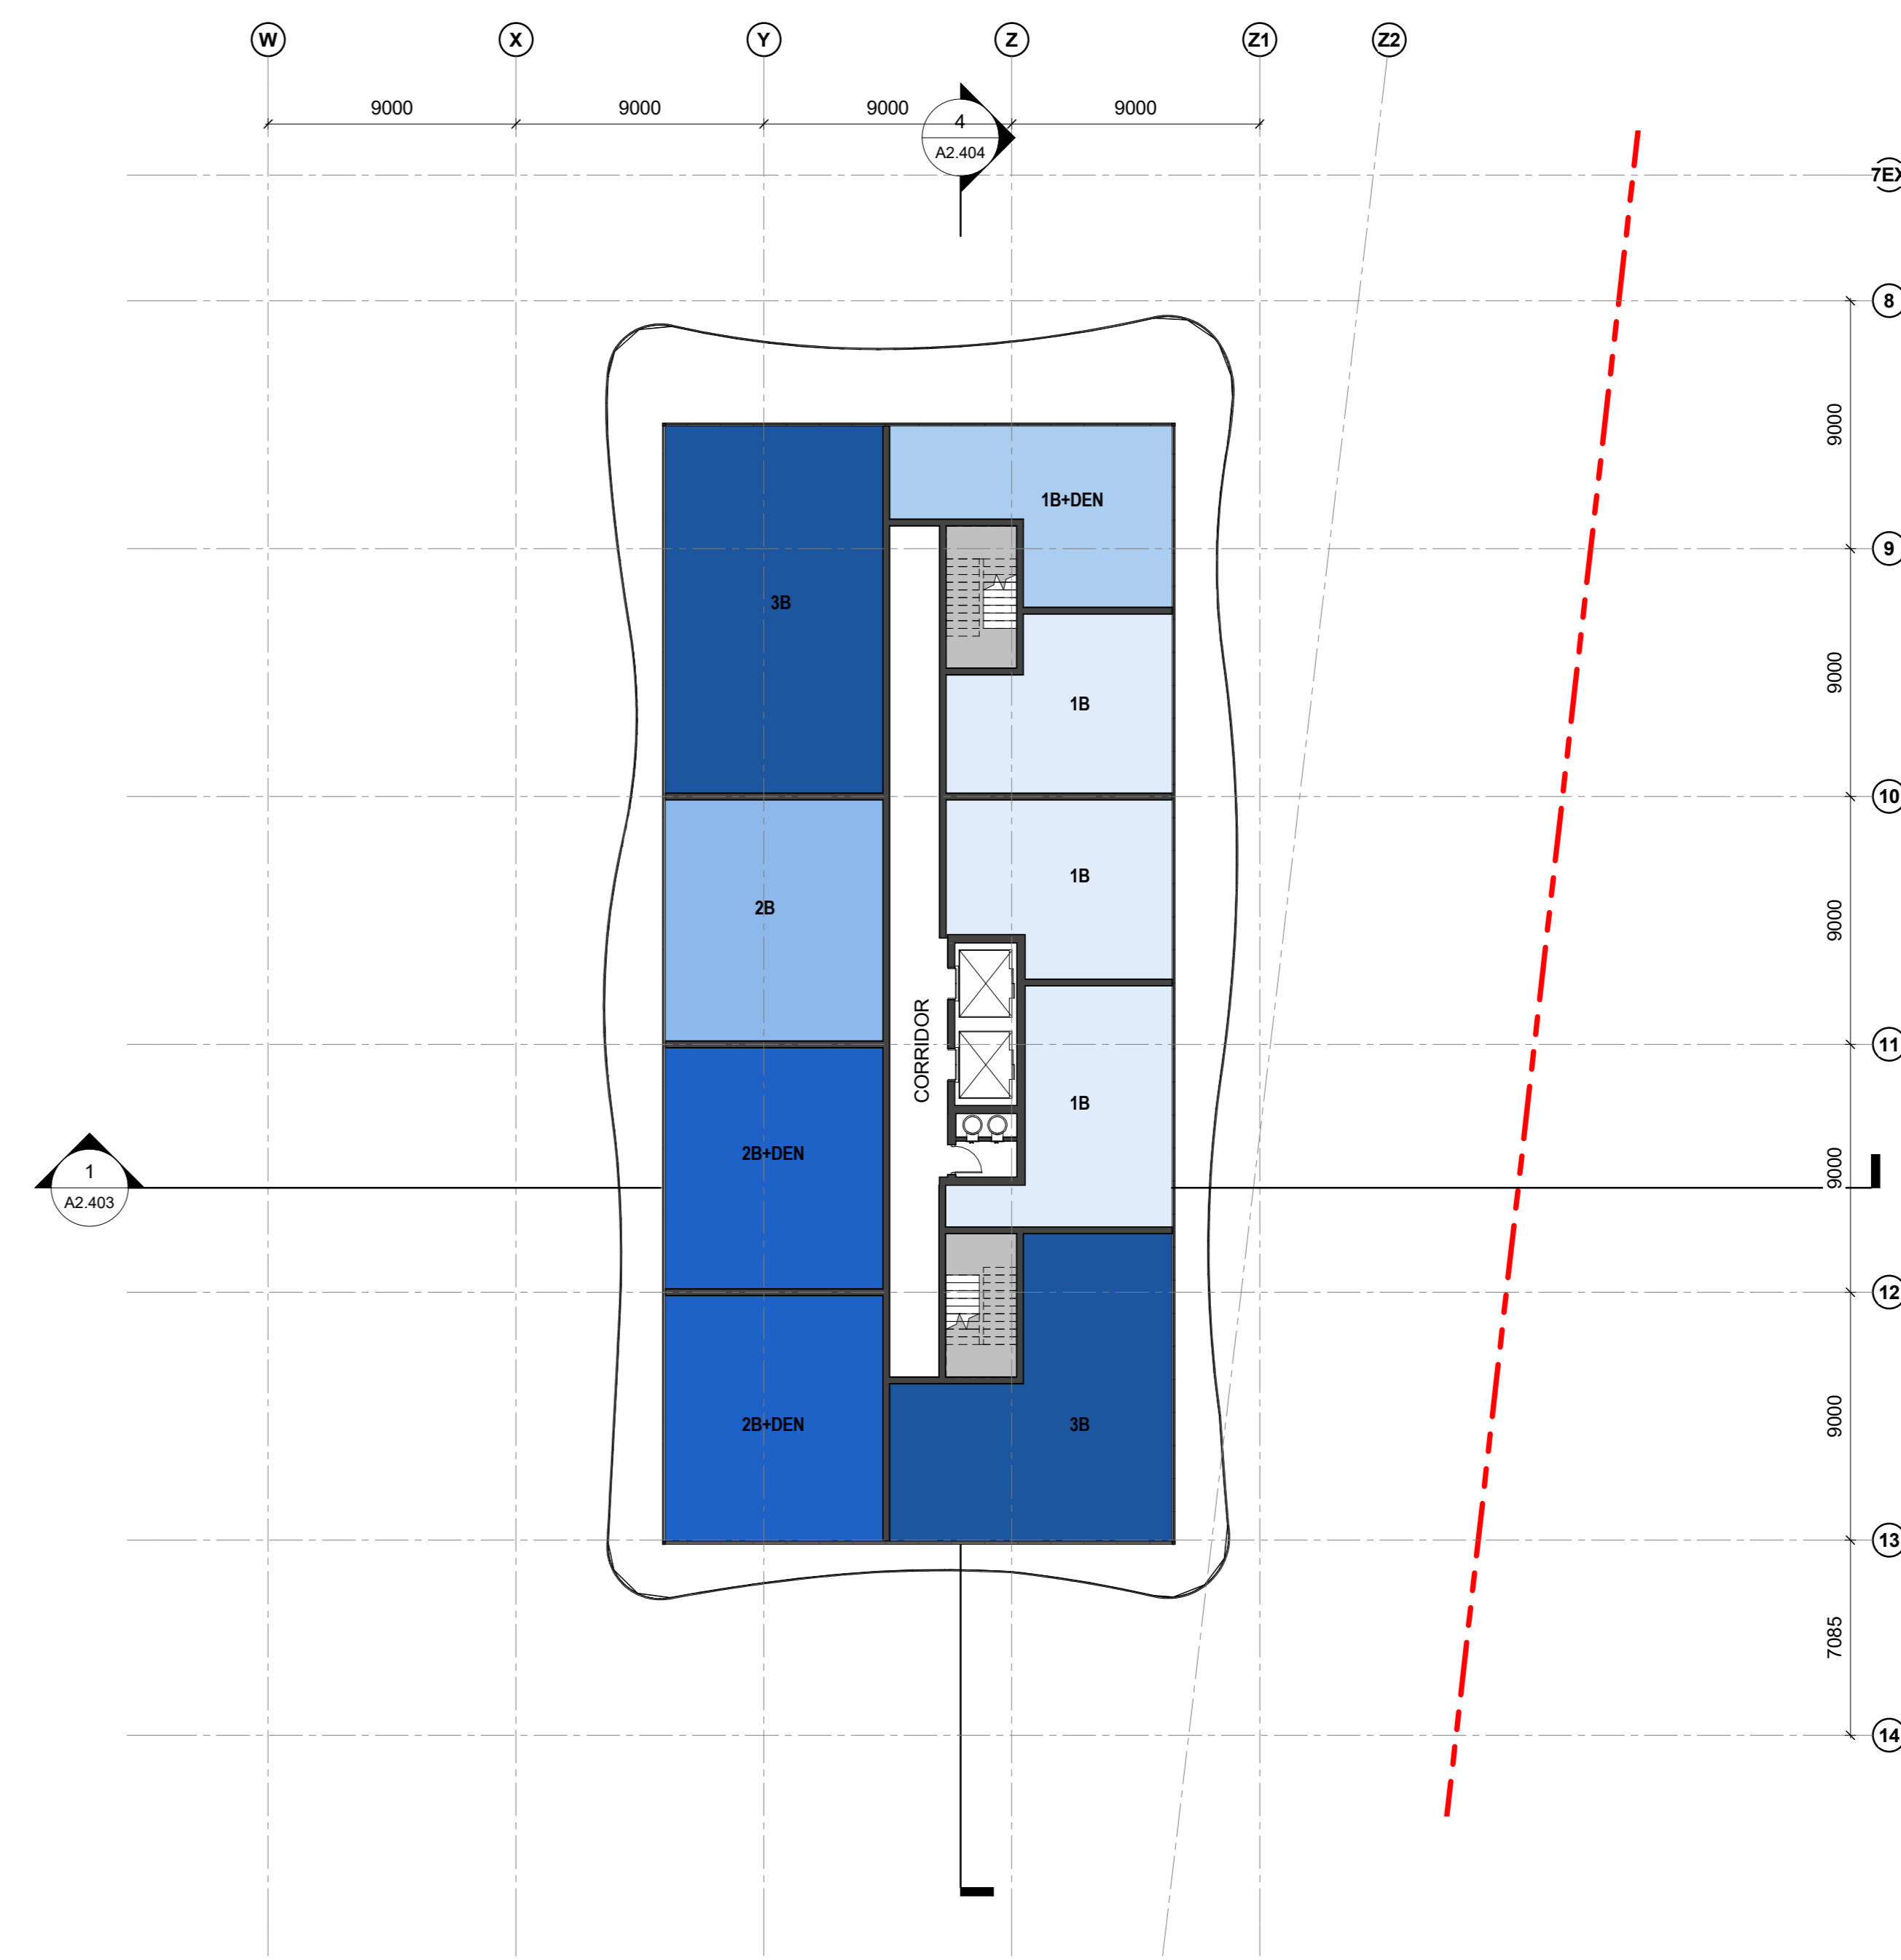 W X Y Z Z1 Z2
9000 9000 9000 9000
4
A2.404
7EX
8
9000
1B+DEN
9
3B
9000
1B
10
1B
2B
9000
CORRIDOR
11
1B
2B+DEN
9000
1
A2.403
12
2B+DEN
3B
9000
13
7085
14